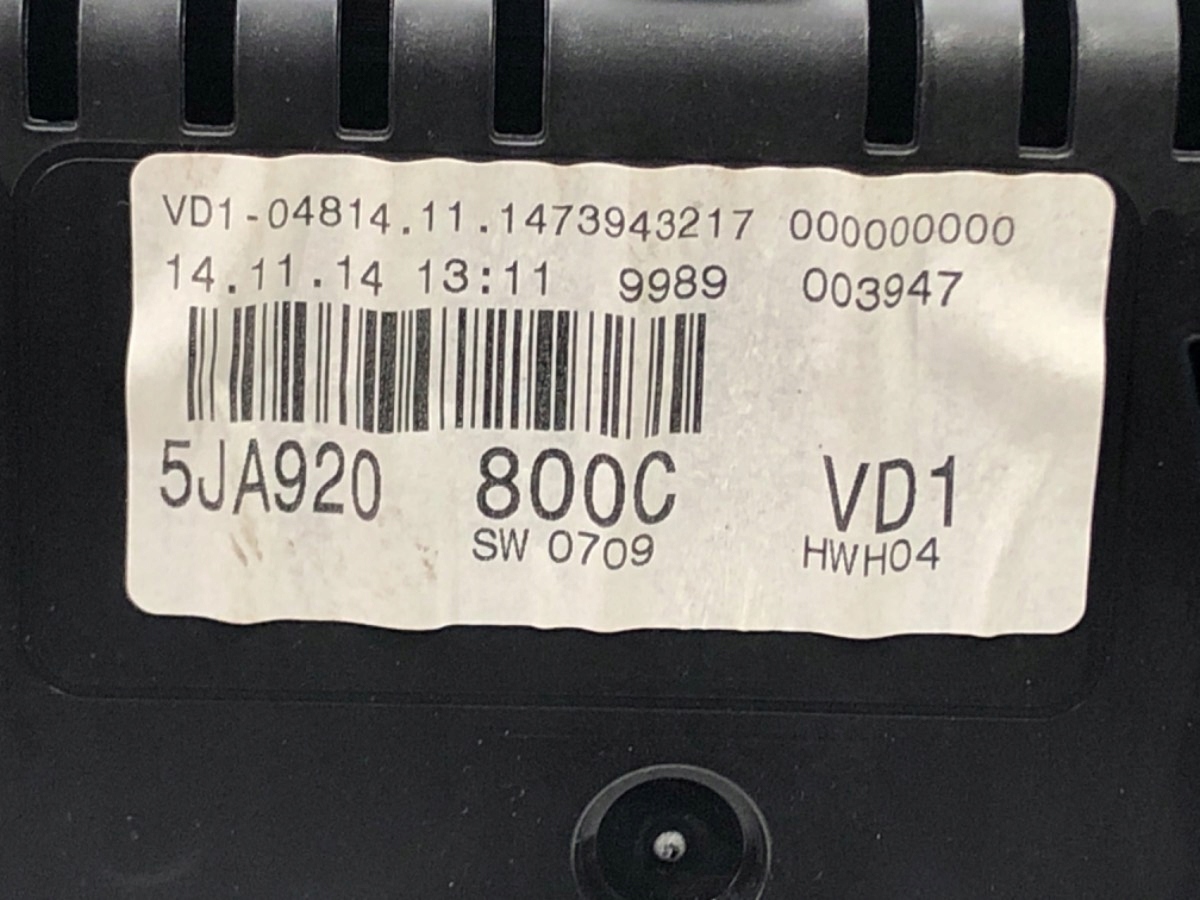 VD1-04814.11.1473943217 000000000
14.11.14 13:11 9989 003947
5JA920 800C VD1
SW 0709 HWH04